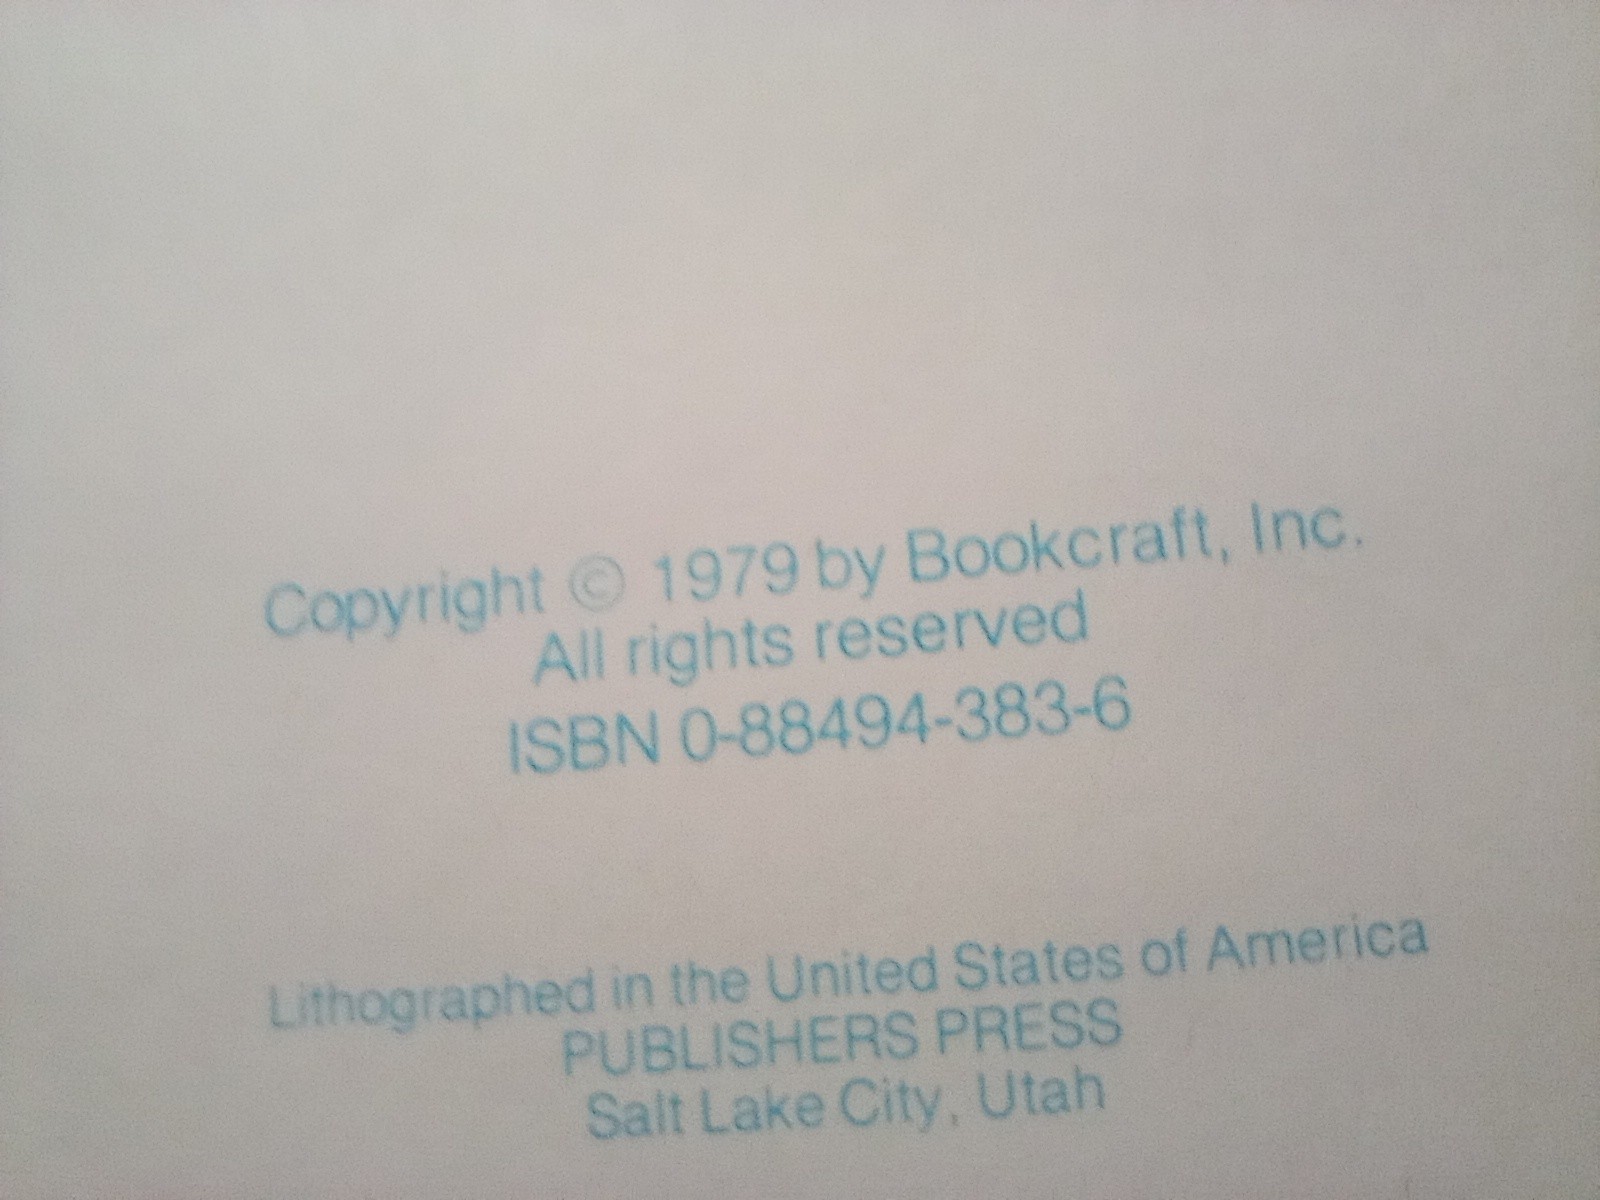 Copyright © 1979 by Bookcraft, Inc.
All rights reserved
ISBN 0-88494-383-6
Lithographed in the United States of America
PUBLISHERS PRESS
Salt Lake City, Utah